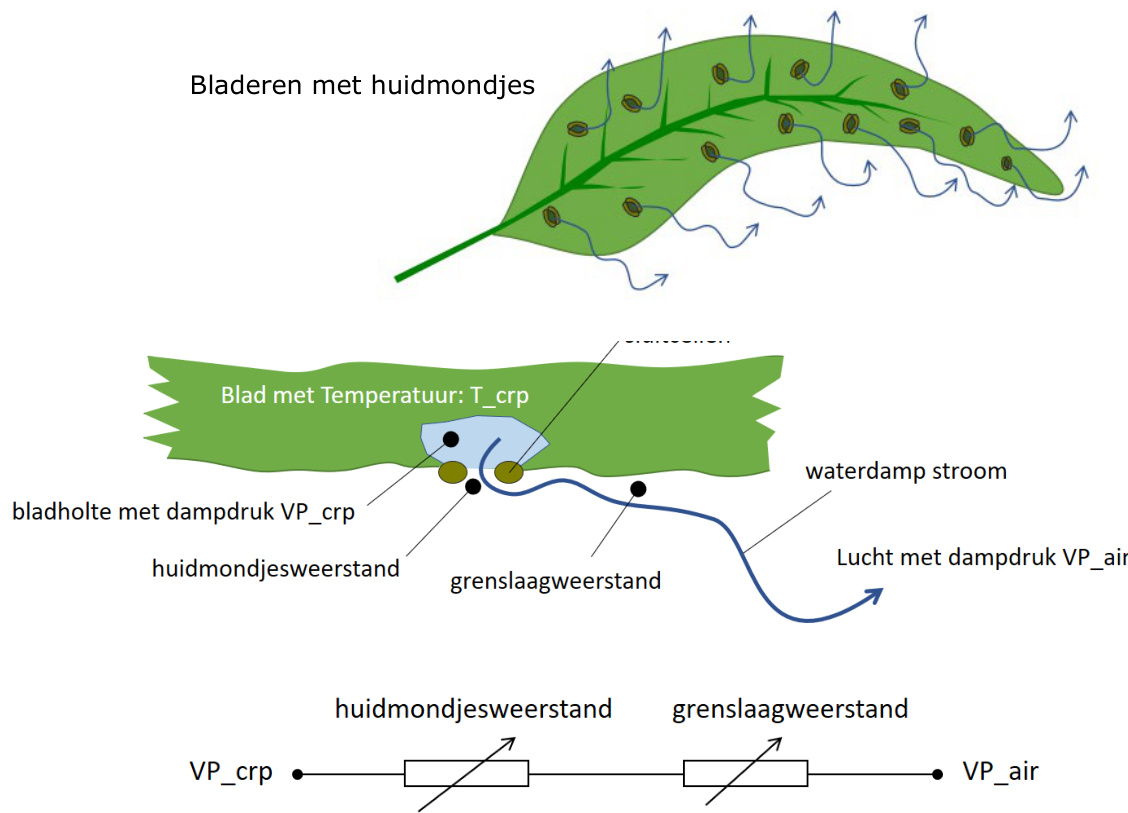 Bladeren met huidmondjes
Blad met Temperatuur: T_crp
waterdamp stroom
bladholte met dampdruk VP_crp
Lucht met dampdruk VP_air
huidmondjesweerstand
grenslaagweerstand
huidmondjesweerstand
grenslaagweerstand
VP_crp
VP_air